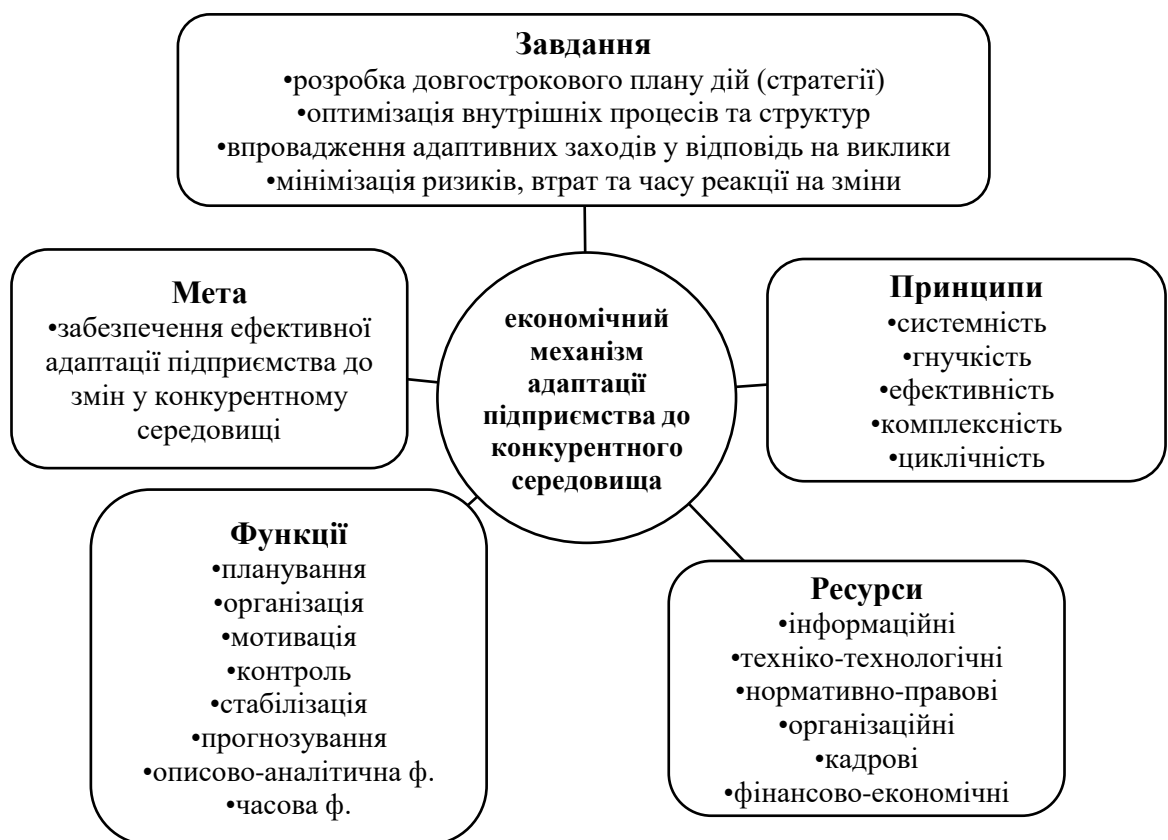 Завдання
•розробка довгострокового плану дій (стратегії)
•оптимізація внутрішніх процесів та структур
•впровадження адаптивних заходів у відповідь на виклики
•мінімізація ризиків, втрат та часу реакції на зміни
Мета
•забезпечення ефективної
адаптації підприємства до
змін у конкурентному
середовищі
економічний
механізм
адаптації
підприємства до
конкурентного
середовища
Принципи
•системність
•гнучкість
•ефективність
•комплексність
•циклічність
Функції
•планування
•організація
•мотивація
•контроль
•стабілізація
•прогнозування
•описово-аналітична ф.
•часова ф.
Ресурси
•інформаційні
•техніко-технологічні
•нормативно-правові
•організаційні
•кадрові
•фінансово-економічні